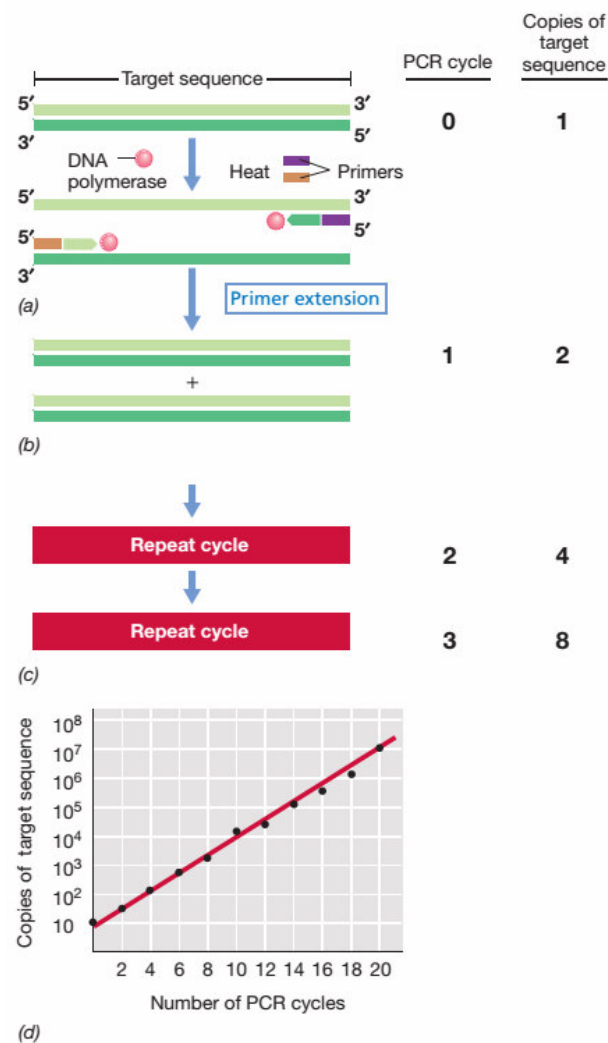 Copies of
target
sequence
PCR cycle
Target sequence
5′
3′
3′
5′
0
1
DNA
polymerase
Heat
Primers
5′
3′
5′
5′
3′
(a)
Primer extension
1
2
+
(b)
Repeat cycle
2
4
Repeat cycle
3
8
(c)
Copies of target sequence
10⁸
10⁷
10⁶
10⁵
10⁴
10³
10²
10
2 4 6 8 10 12 14 16 18 20
Number of PCR cycles
(d)